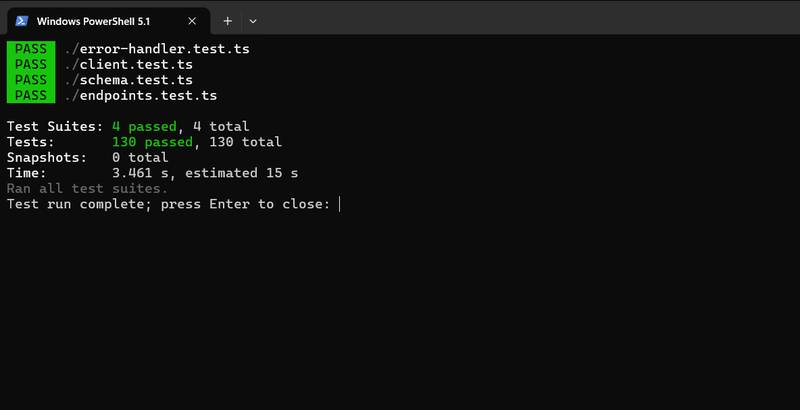 Windows PowerShell 5.1
PASS ./error-handler.test.ts
PASS ./client.test.ts
PASS ./schema.test.ts
PASS ./endpoints.test.ts
Test Suites: 4 passed, 4 total
Tests: 130 passed, 130 total
Snapshots: 0 total
Time: 3.461 s, estimated 15 s
Ran all test suites.
Test run complete; press Enter to close: